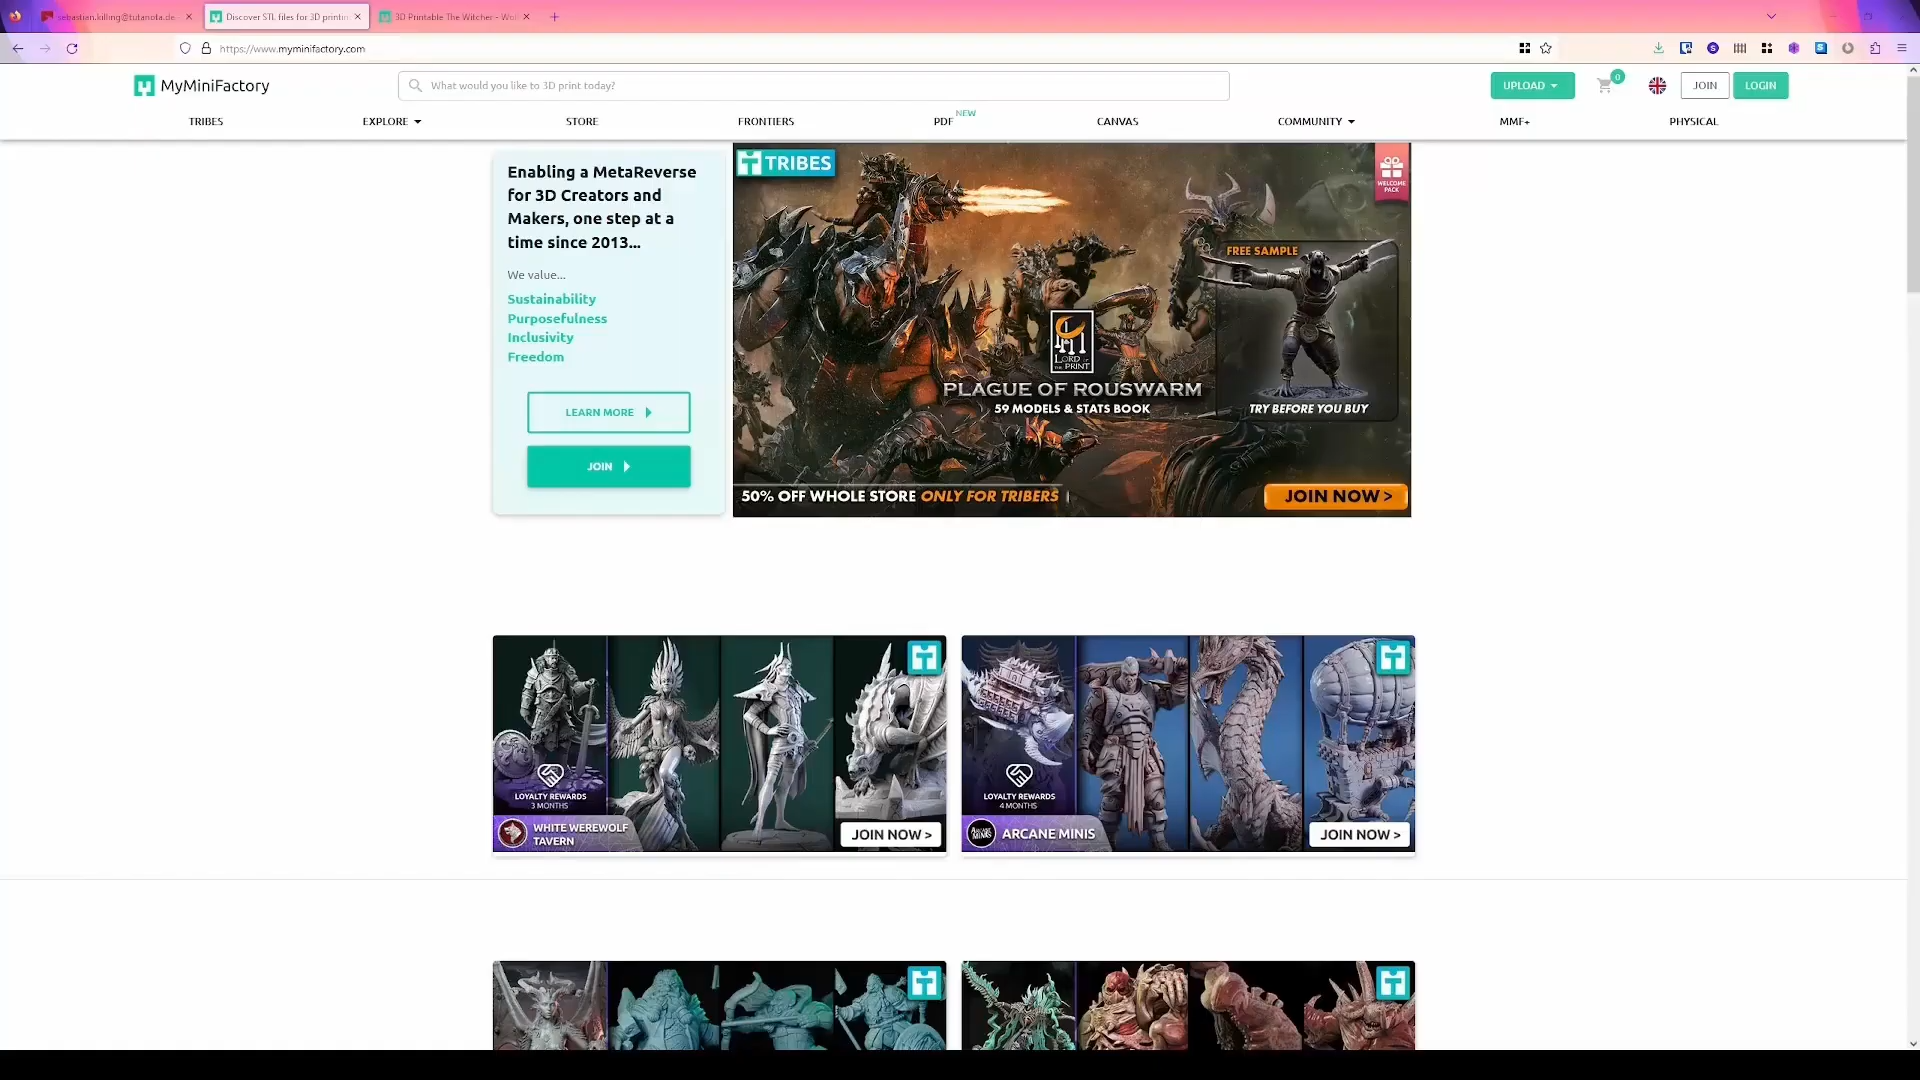 sebastian.killing@tutanota.de
Discover STL files for 3D printin
3D Printable The Witcher - Wol
https://www.myminifactory.com
MyMiniFactory
What would you like to 3D print today?
UPLOAD
0
JOIN
LOGIN
TRIBES
EXPLORE
STORE
FRONTIERS
PDF
NEW
CANVAS
COMMUNITY
MMF+
PHYSICAL
Enabling a MetaReverse
for 3D Creators and
Makers, one step at a
time since 2013...
We value...
Sustainability
Purposefulness
Inclusivity
Freedom
LEARN MORE
JOIN
TRIBES
WELCOME
PACK
FREE SAMPLE
LORD OF
THE PRINT
PLAGUE OF ROUSWARM
59 MODELS & STATS BOOK
TRY BEFORE YOU BUY
50% OFF WHOLE STORE ONLY FOR TRIBERS
JOIN NOW >
LOYALTY REWARDS
3 MONTHS
WHITE WEREWOLF
TAVERN
JOIN NOW >
LOYALTY REWARDS
4 MONTHS
ARCANE
MINIS
ARCANE MINIS
JOIN NOW >